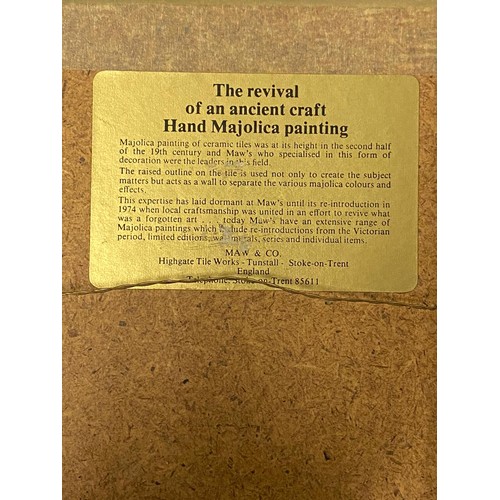 The revival
of an ancient craft
Hand Majolica painting
Majolica painting of ceramic tiles was at its height in the second half
of the 19th century and Maw's who specialised in this form of
decoration were the leaders in this field.
The raised outline on the tile is used not only to create the subject
matters but acts as a wall to separate the various majolica colours and
effects.
This expertise has laid dormant at Maw's until its re-introduction in
1974 when local craftsmanship was united in an effort to revive what
was a forgotten art . . . today Maw's have an extensive range of
Majolica paintings which include re-introductions from the Victorian
period, limited editions, murals, series and individual items.
MAW & CO.
Highgate Tile Works - Tunstall - Stoke-on-Trent
England
Telephone: Stoke-on-Trent 85611